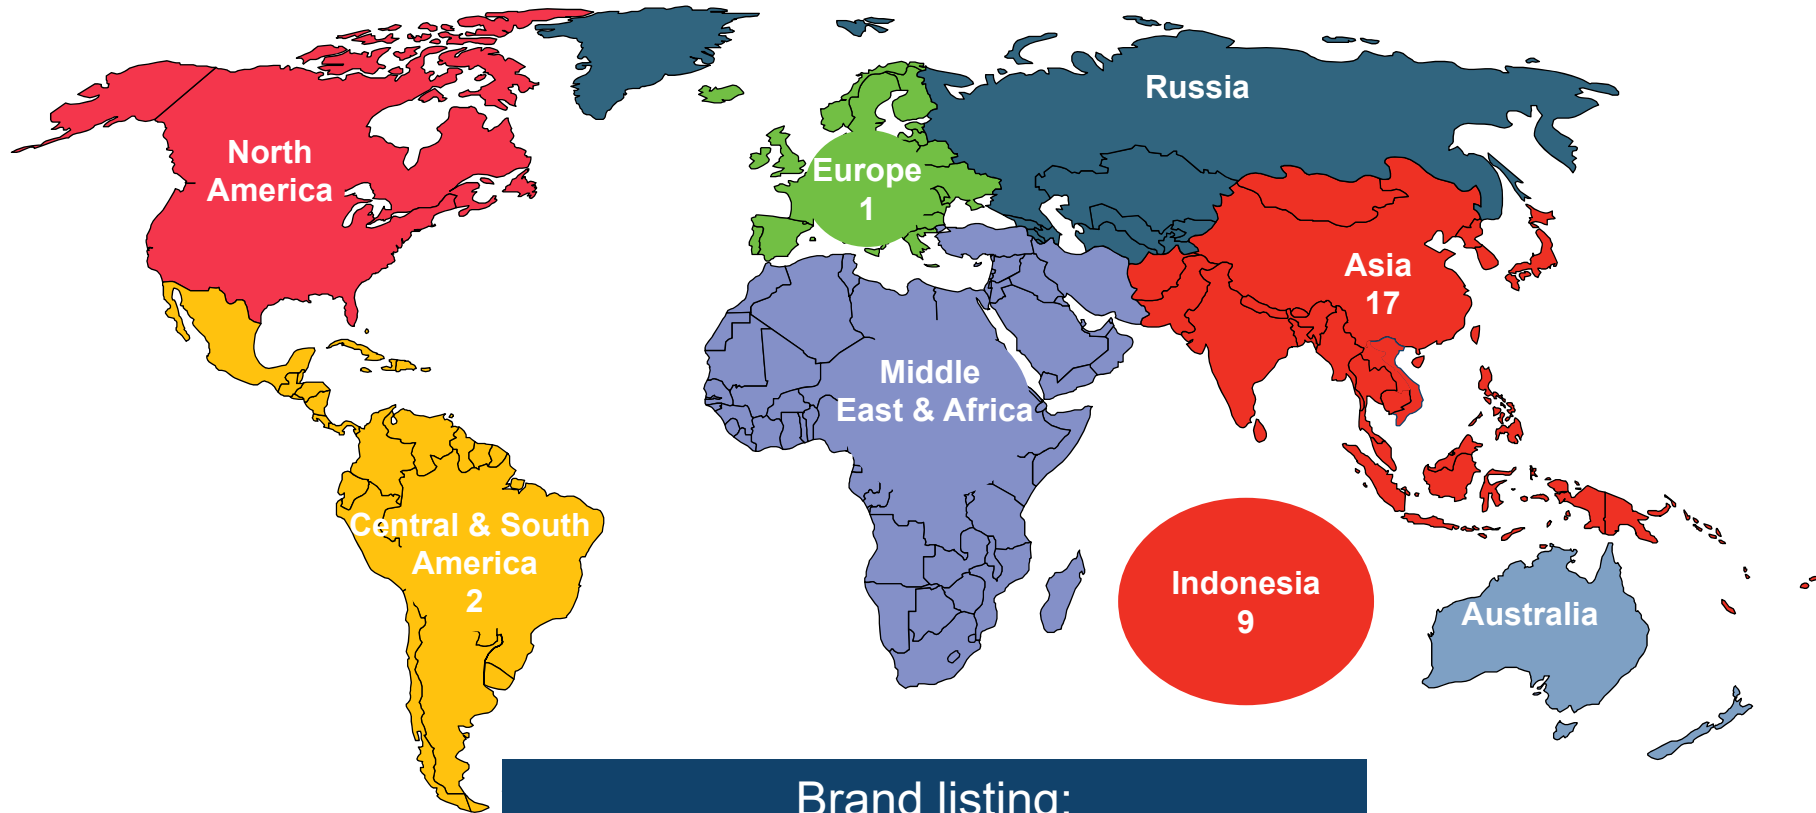 North
America
Russia
Europe
1
Asia
17
Middle
East & Africa
Central & South
America
2
Indonesia
9
Australia
Brand listing: